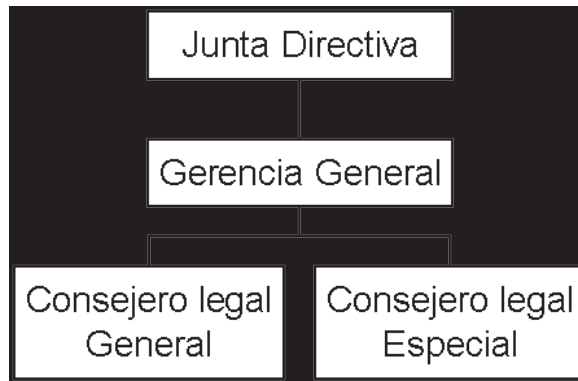 Junta Directiva
Gerencia General
Consejero legal
General
Consejero legal
Especial